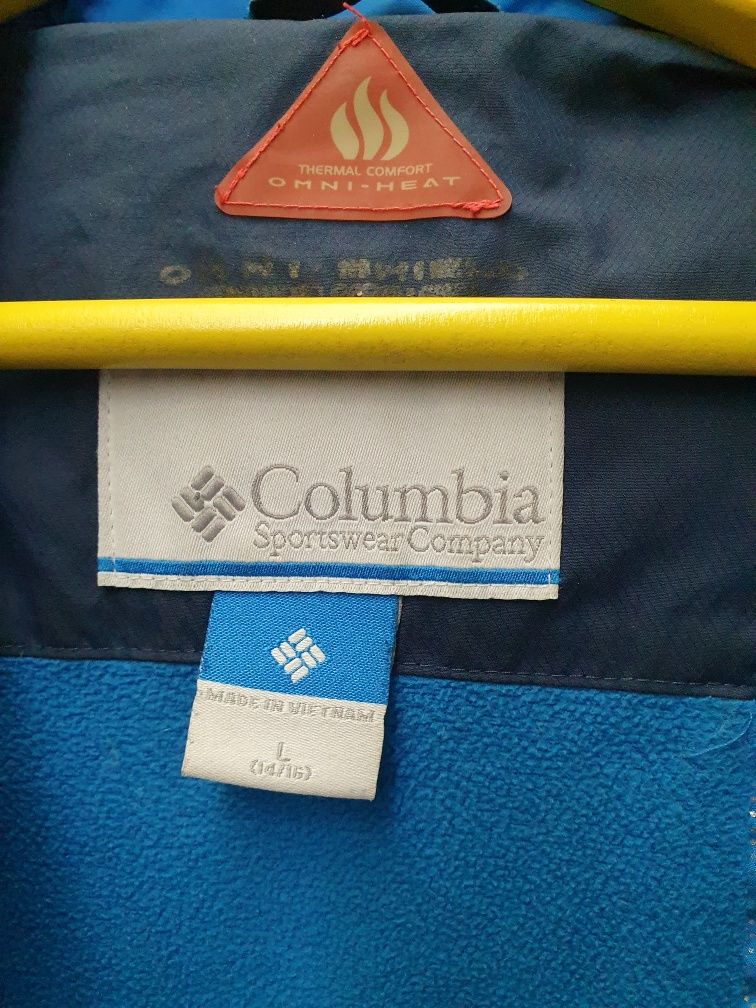 THERMAL COMFORT
OMNI-HEAT
Columbia
Sportswear Company
MADE IN VIETNAM
L
(14/16)